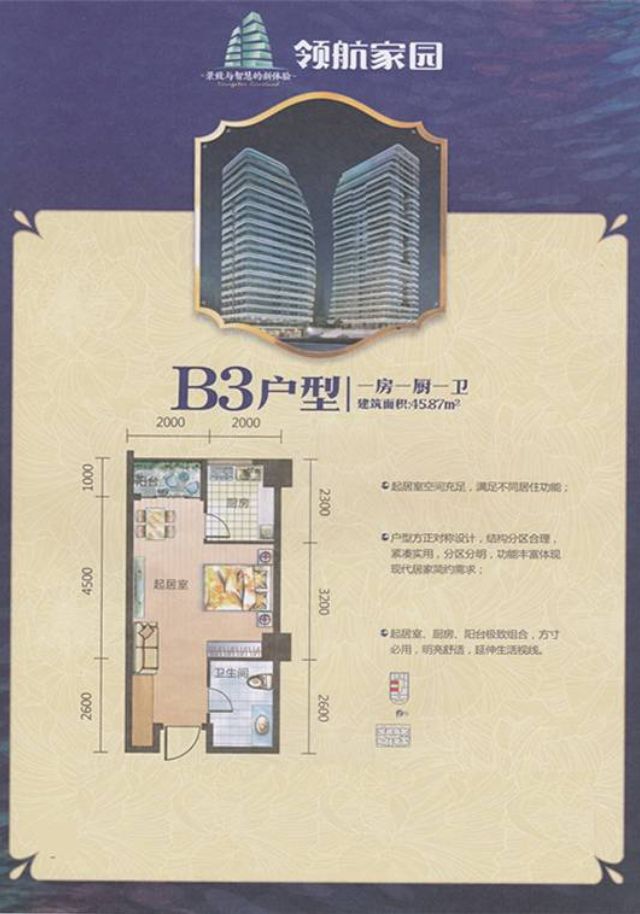 领航家园
-景致与智慧的新体验-
B3户型
一房一厨一卫
建筑面积:45.87m²
2000
2000
1000
4500
2600
2300
3200
2600
阳台
厨房
起居室
卫生间
起居室空间充足，满足不同居住功能；
户型方正对称设计，结构分区合理，
紧凑实用，分区分明，功能丰富体现
现代居家简约需求；
起居室、厨房、阳台极致组合，方寸
必用，明亮舒适，延伸生活视线。